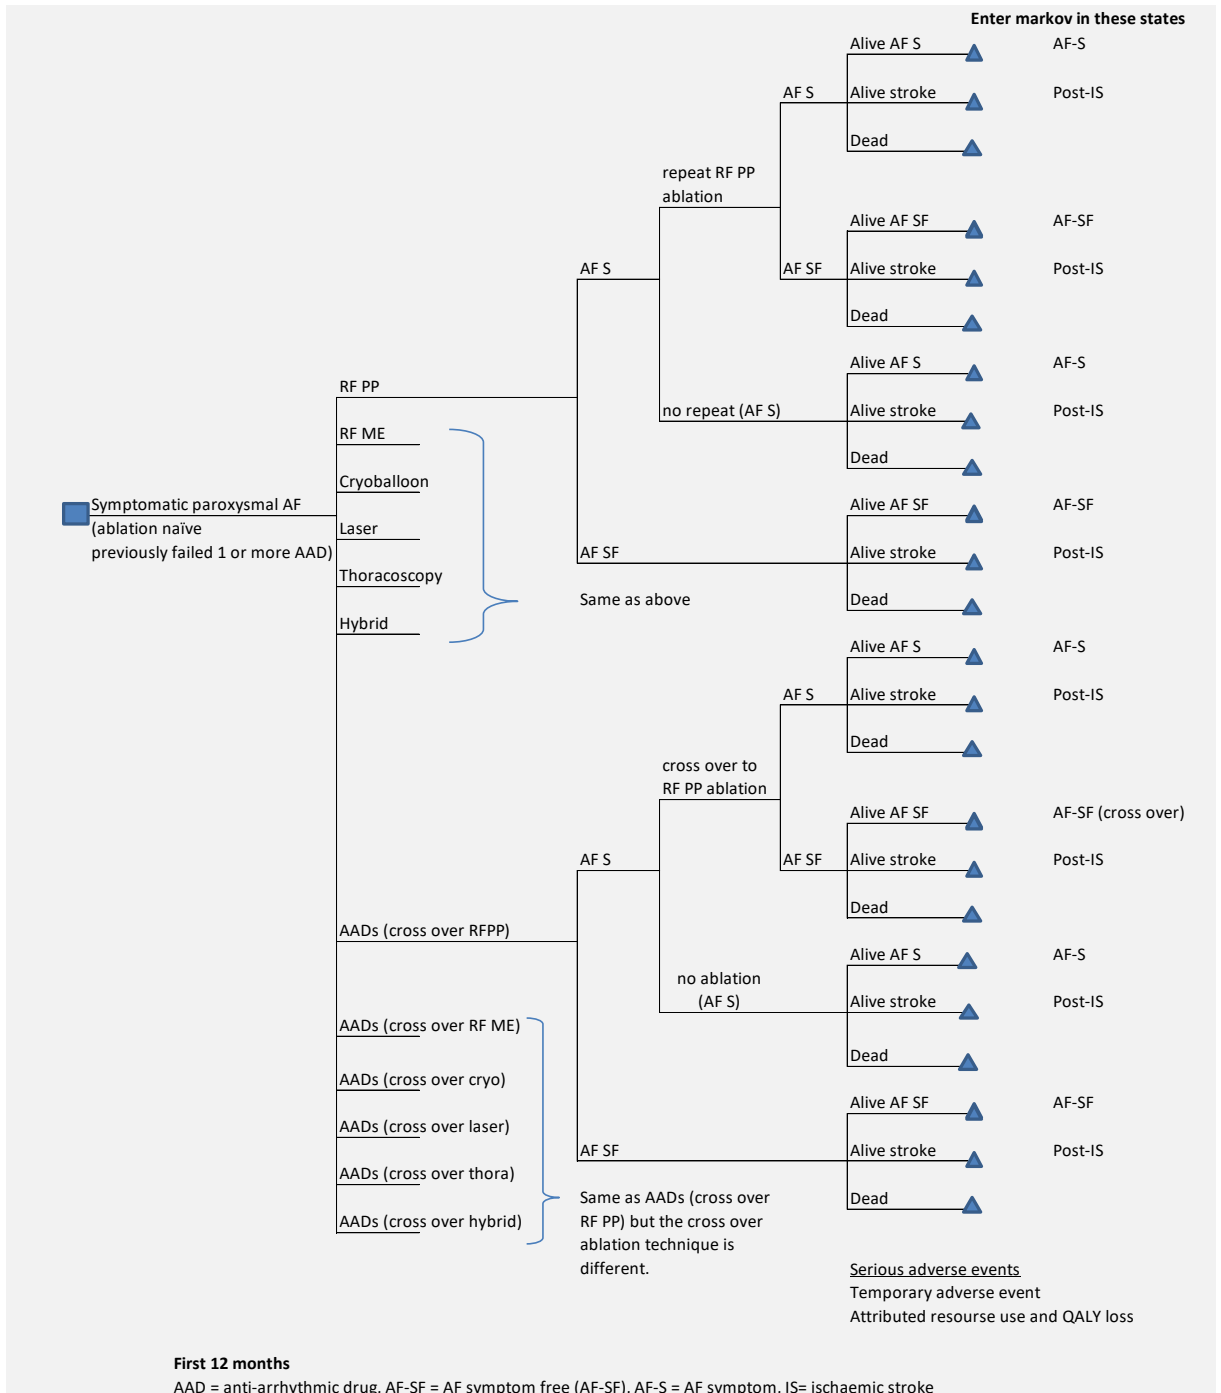 Enter markov in these states
Alive AF S
AF-S
AF S
Alive stroke
Post-IS
Dead
repeat RF PP
ablation
Alive AF SF
AF-SF
AF S
AF SF
Alive stroke
Post-IS
Dead
Alive AF S
AF-S
RF PP
no repeat (AF S)
Alive stroke
Post-IS
RF ME
Dead
Cryoballoon
Symptomatic paroxysmal AF
(ablation naïve
previously failed 1 or more AAD)
Alive AF SF
AF-SF
Laser
AF SF
Alive stroke
Post-IS
Thoracoscopy
Same as above
Dead
Hybrid
Alive AF S
AF-S
AF S
Alive stroke
Post-IS
Dead
cross over to
RF PP ablation
Alive AF SF
AF-SF (cross over)
AF S
AF SF
Alive stroke
Post-IS
Dead
AADs (cross over RFPP)
Alive AF S
AF-S
no ablation
(AF S)
Alive stroke
Post-IS
AADs (cross over RF ME)
Dead
AADs (cross over cryo)
Alive AF SF
AF-SF
AADs (cross over laser)
AF SF
Alive stroke
Post-IS
AADs (cross over thora)
Same as AADs (cross over
RF PP) but the cross over
ablation technique is
different.
Dead
AADs (cross over hybrid)
Serious adverse events
Temporary adverse event
Attributed resourse use and QALY loss
First 12 months
AAD = anti-arrhythmic drug. AF-SF = AF symptom free (AF-SF). AF-S = AF symptom. IS= ischaemic stroke